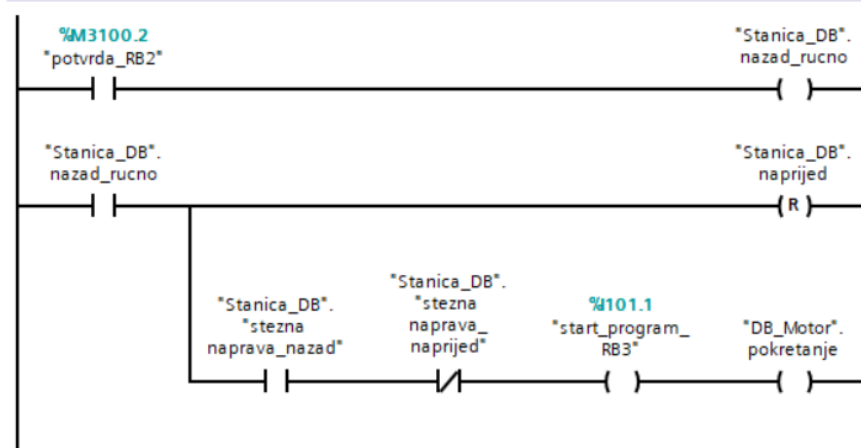 %M3100.2
"potvrda_RB2"
"Stanica_DB".
nazad_rucno
"Stanica_DB".
nazad_rucno
"Stanica_DB".
naprijed
R
"Stanica_DB".
"stezna
naprava_nazad"
"Stanica_DB".
"stezna
naprava_
naprijed"
%I101.1
"start_program_
RB3"
"DB_Motor".
pokretanje